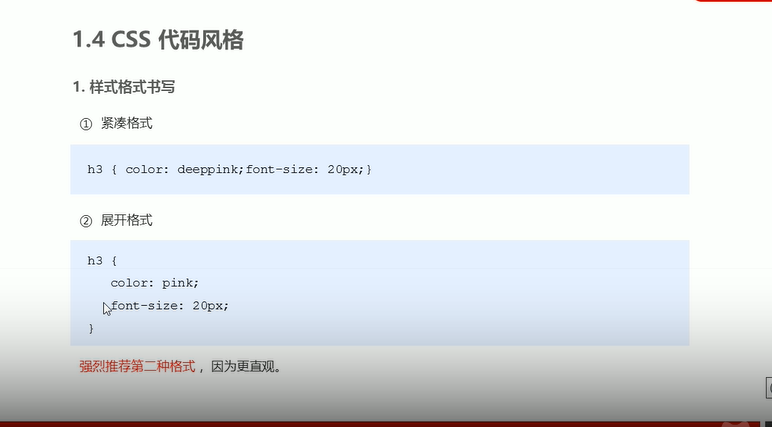 1.4 CSS 代码风格
1. 样式格式书写
① 紧凑格式
h3 { color: deeppink;font-size: 20px;}
② 展开格式
h3 {
color: pink;
font-size: 20px;
}
强烈推荐第二种格式，因为更直观。